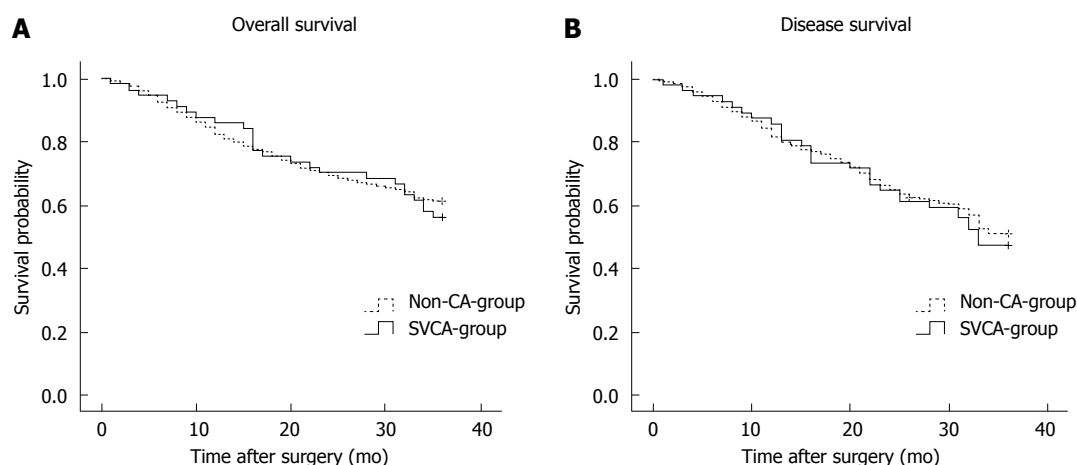 A
Overall survival
1.0
0.8
0.6
0.4
0.2
0.0
Survival probability
Non-CA-group
SVCA-group
0
10
20
30
40
Time after surgery (mo)
B
Disease survival
1.0
0.8
0.6
0.4
0.2
0.0
Survival probability
Non-CA-group
SVCA-group
0
10
20
30
40
Time after surgery (mo)